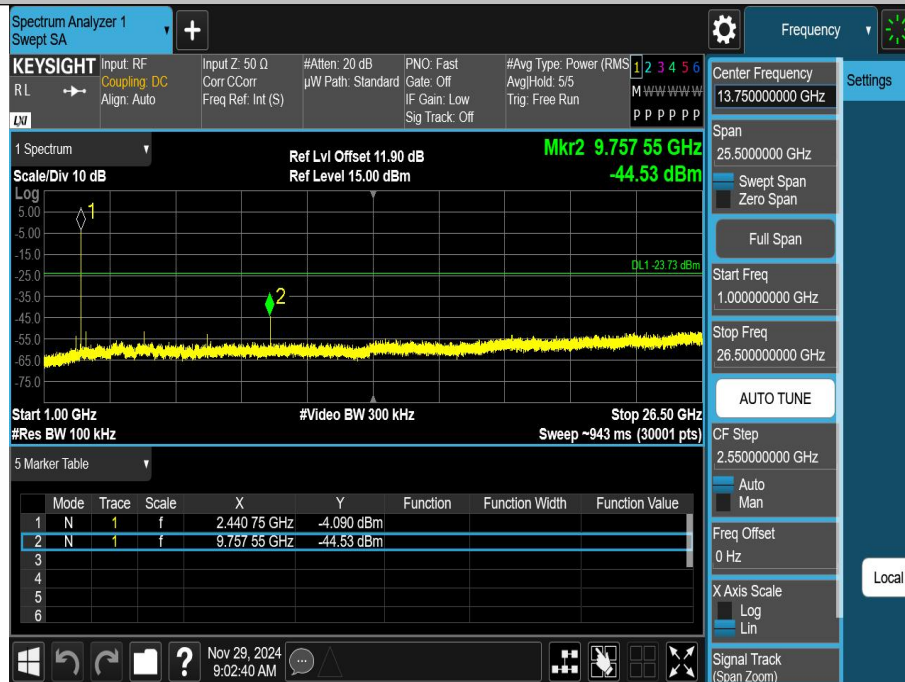 Spectrum Analyzer 1
Swept SA
+
Frequency
KEYSIGHT
RL
LXI
Input: RF
Coupling: DC
Align: Auto
Input Z: 50 Ω
Corr CCorr
Freq Ref: Int (S)
#Atten: 20 dB
µW Path: Standard
PNO: Fast
Gate: Off
IF Gain: Low
Sig Track: Off
#Avg Type: Power (RMS
Avg|Hold: 5/5
Trig: Free Run
1 2 3 4 5 6
M W W W W W
P P P P P P
1 Spectrum
Scale/Div 10 dB
Ref Lvl Offset 11.90 dB
Ref Level 15.00 dBm
Mkr2 9.757 55 GHz
-44.53 dBm
Log
5.00
-5.00
-15.0
-25.0
-35.0
-45.0
-55.0
-65.0
-75.0
1
2
DL1 -23.73 dBm
Start 1.00 GHz
#Video BW 300 kHz
Stop 26.50 GHz
#Res BW 100 kHz
Sweep ~943 ms (30001 pts)
5 Marker Table
Mode Trace Scale X Y Function Function Width Function Value
1 N 1 f 2.440 75 GHz -4.090 dBm
2 N 1 f 9.757 55 GHz -44.53 dBm
3
4
5
6
?
Nov 29, 2024
9:02:40 AM
Center Frequency
13.750000000 GHz
Settings
Span
25.5000000 GHz
Swept Span
Zero Span
Full Span
Start Freq
1.000000000 GHz
Stop Freq
26.500000000 GHz
AUTO TUNE
CF Step
2.550000000 GHz
Auto
Man
Freq Offset
0 Hz
Local
X Axis Scale
Log
Lin
Signal Track
(Span Zoom)